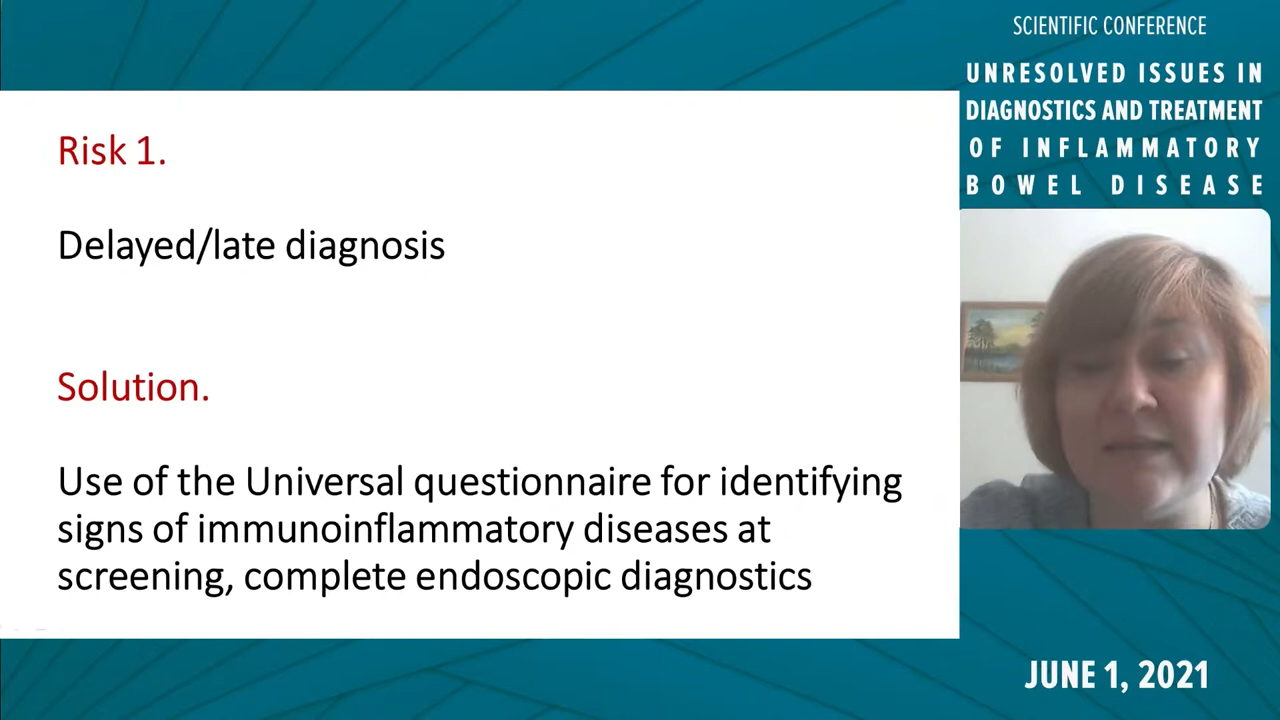 Risk 1.
Delayed/late diagnosis
Solution.
Use of the Universal questionnaire for identifying
signs of immunoinflammatory diseases at
screening, complete endoscopic diagnostics
SCIENTIFIC CONFERENCE
UNRESOLVED ISSUES IN
DIAGNOSTICS AND TREATMENT
OF INFLAMMATORY
BOWEL DISEASE
JUNE 1, 2021